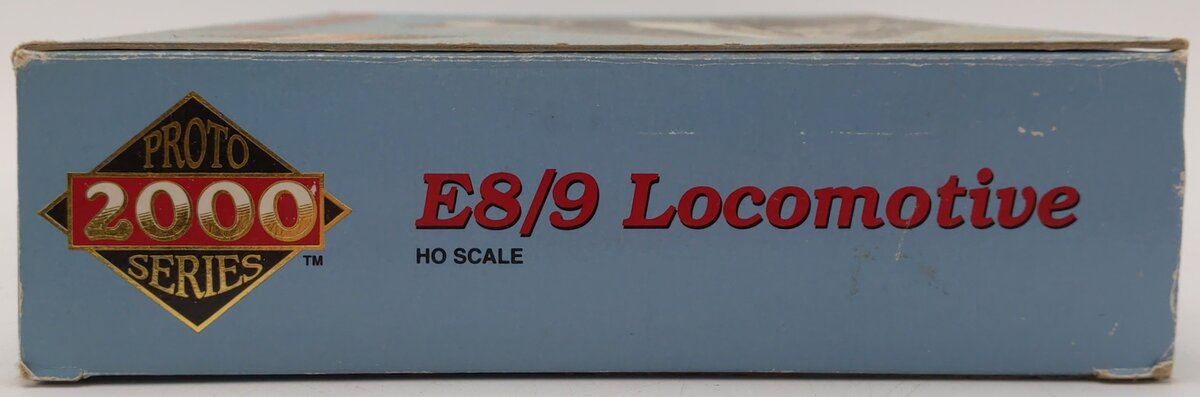 PROTO
2000
SERIES
TM
E8/9 Locomotive
HO SCALE